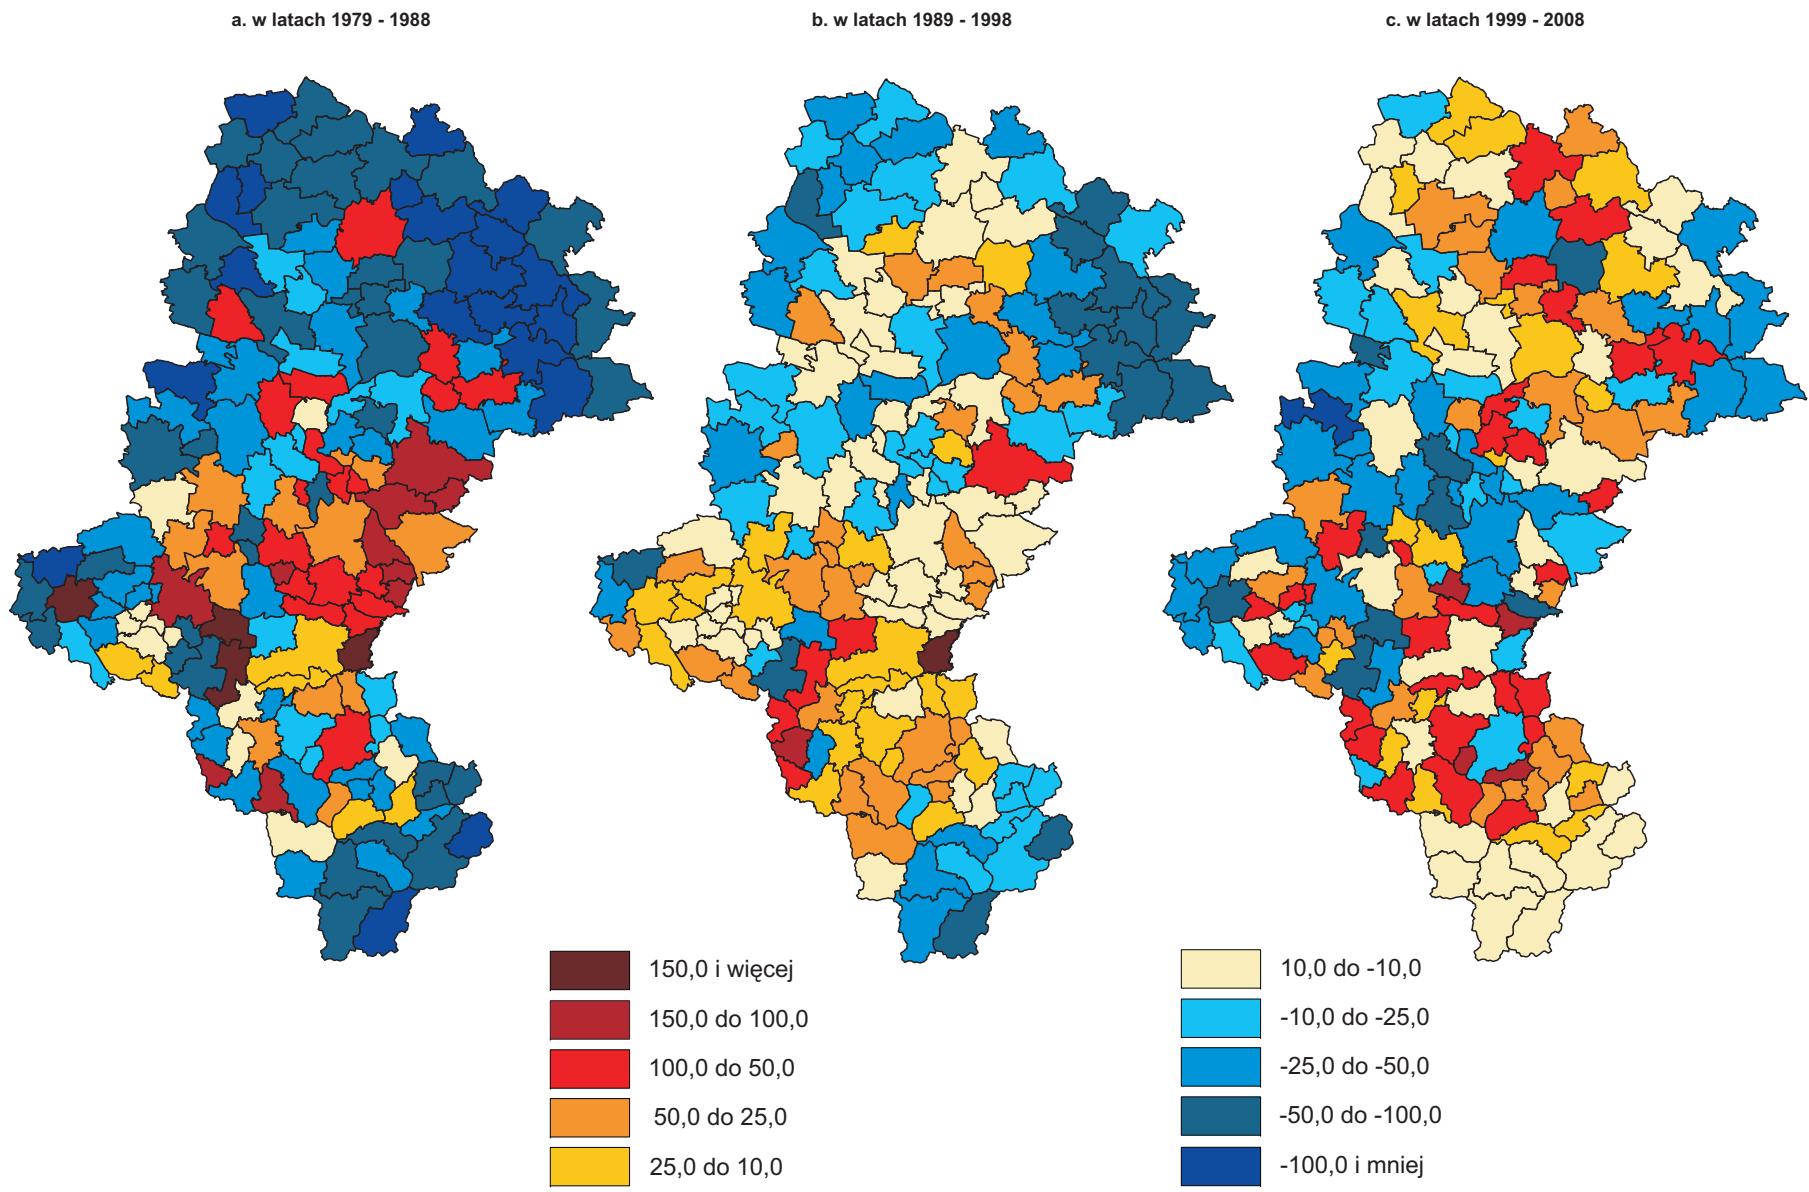 a. w latach 1979 - 1988
b. w latach 1989 - 1998
c. w latach 1999 - 2008
150,0 i więcej
150,0 do 100,0
100,0 do 50,0
50,0 do 25,0
25,0 do 10,0
10,0 do -10,0
-10,0 do -25,0
-25,0 do -50,0
-50,0 do -100,0
-100,0 i mniej